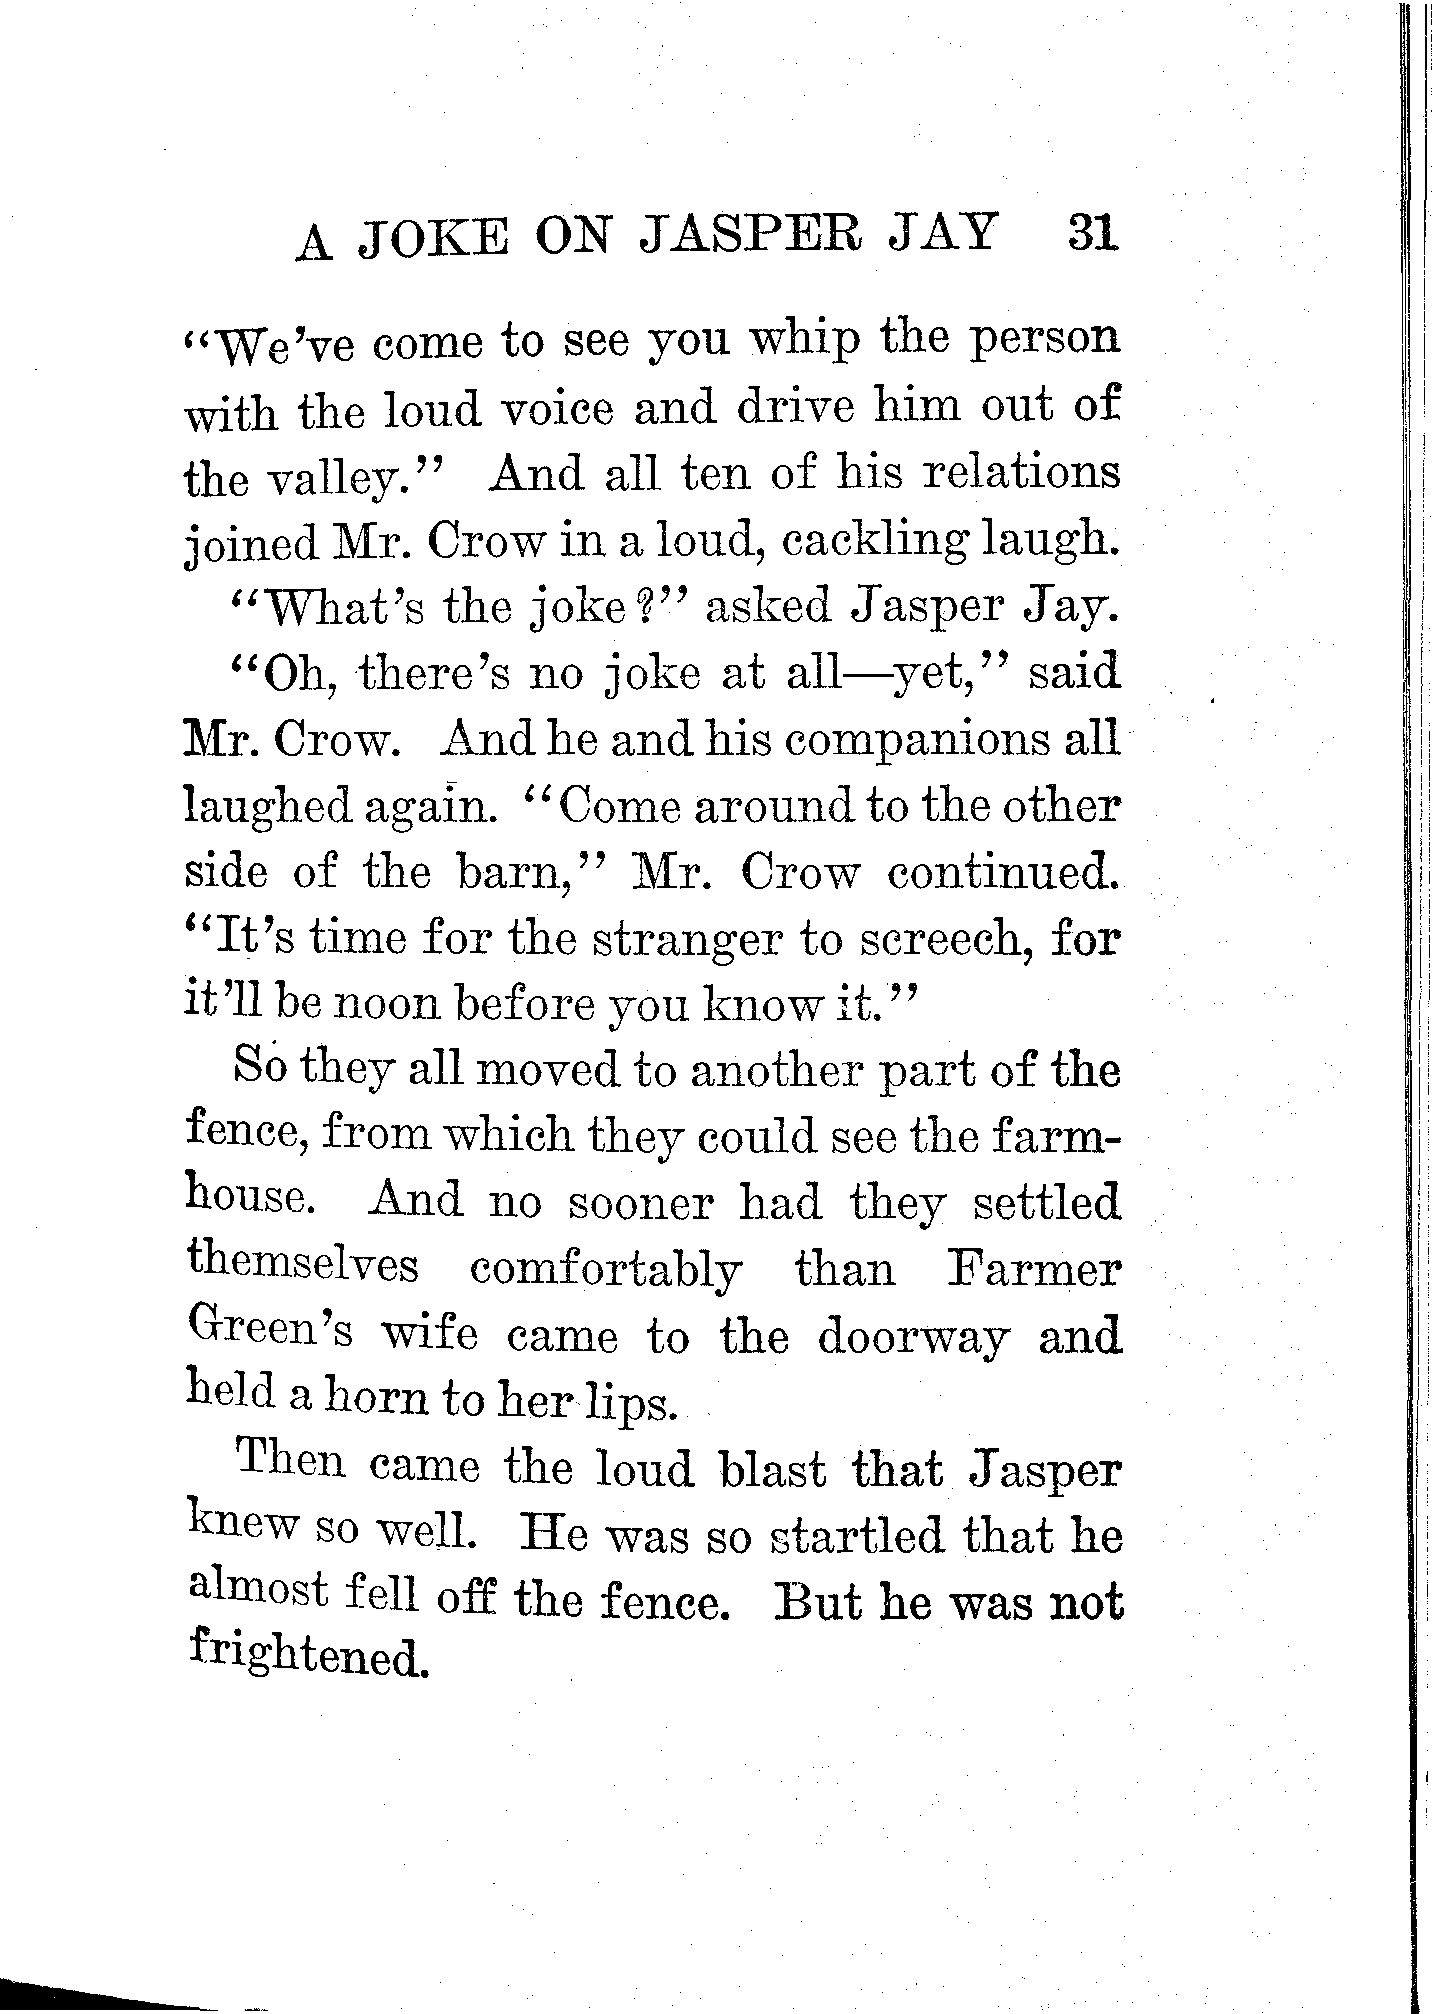 A JOKE ON JASPER JAY 31
"We've come to see you whip the person
with the loud voice and drive him out of
the valley." And all ten of his relations
joined Mr. Crow in a loud, cackling laugh.
"What's the joke?" asked Jasper Jay.
"Oh, there's no joke at all—yet," said
Mr. Crow. And he and his companions all
laughed again. "Come around to the other
side of the barn," Mr. Crow continued.
"It's time for the stranger to screech, for
it'll be noon before you know it."
So they all moved to another part of the
fence, from which they could see the farm-
house. And no sooner had they settled
themselves comfortably than Farmer
Green's wife came to the doorway and
held a horn to her lips.
Then came the loud blast that Jasper
knew so well. He was so startled that he
almost fell off the fence. But he was not
frightened.